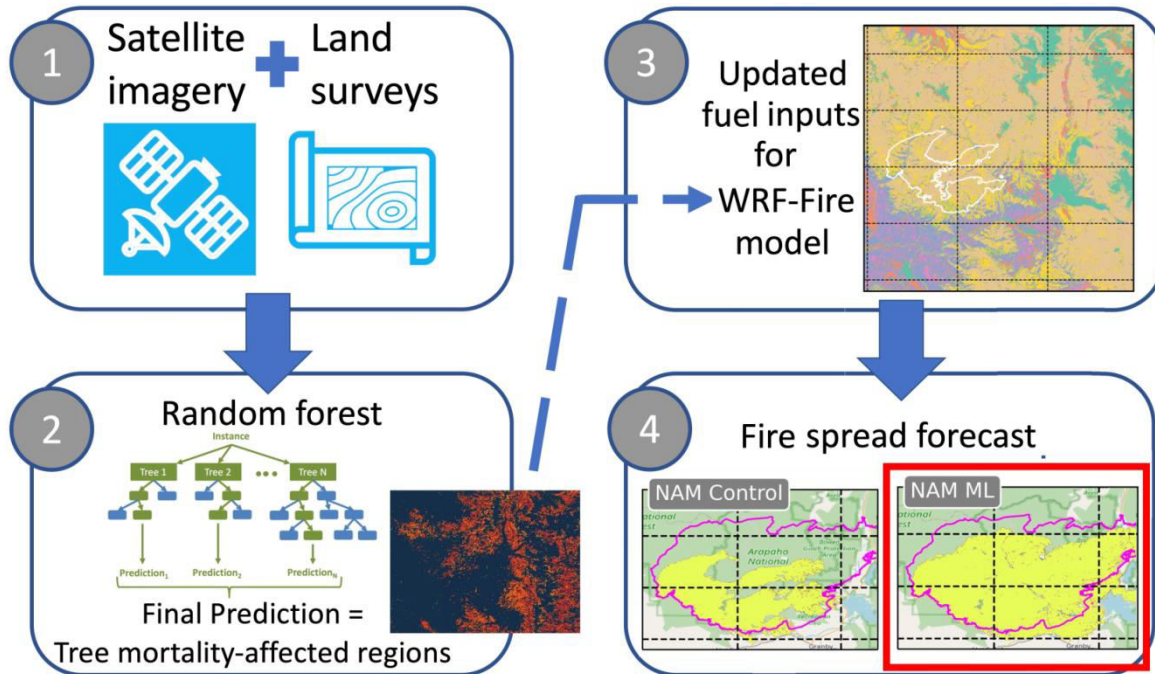 1
Satellite
imagery
Land
surveys
2
Random forest
Instance
Tree 1
Tree 2
Tree N
Prediction1
Prediction2
PredictionN
Final Prediction =
Tree mortality-affected regions
3
Updated
fuel inputs
for
WRF-Fire
model
4
Fire spread forecast
NAM Control
Arapaho
National
NAM ML
Granby